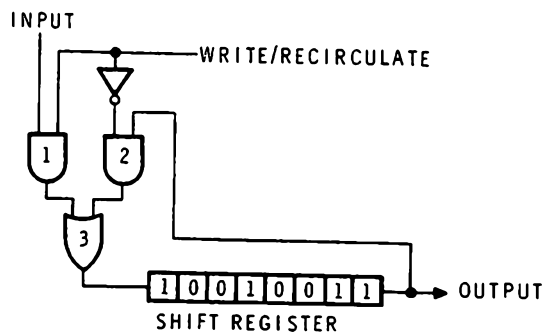 INPUT
WRITE/RECIRCULATE
1
2
3
1 0 0 1 0 0 1 1
OUTPUT
SHIFT REGISTER